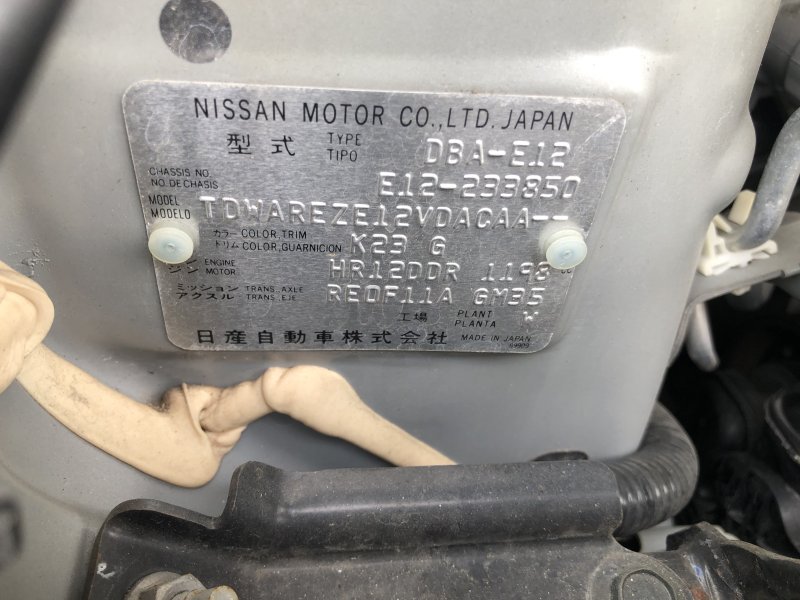 NISSAN MOTOR CO.,LTD. JAPAN
型式 TYPE TIPO DBA-E12
CHASSIS NO. NO. DE CHASIS E12-233850
MODEL MODELO TDWAREZE12VDACAA--
カラー COLOR, TRIM トリム COLOR, GUARNICION K23 G
ジン ENGINE MOTOR HR12DDR 1198 cc
ミッション TRANS. AXLE アクスル TRANS. EJE RE0F11A GM35
工場 PLANT PLANTA W
日産自動車株式会社 MADE IN JAPAN